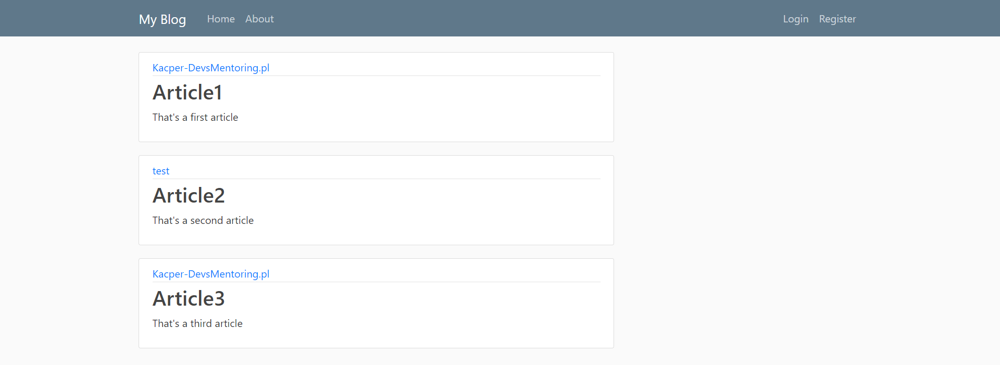 My Blog Home About Login Register
Kacper-DevsMentoring.pl
Article1
That's a first article
test
Article2
That's a second article
Kacper-DevsMentoring.pl
Article3
That's a third article